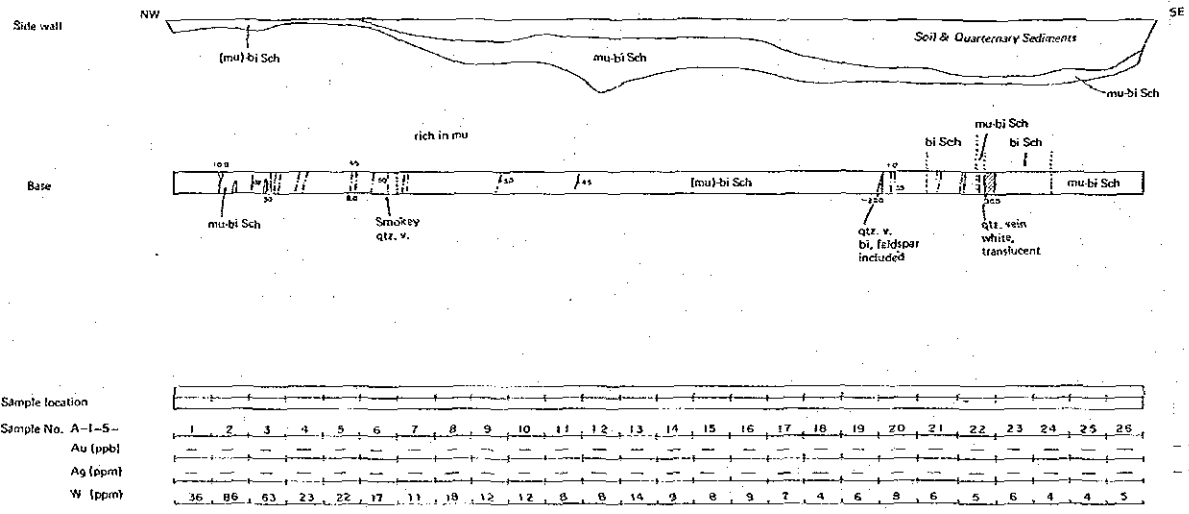 NW SE
Side wall
Soil & Quarternary Sediments
(mu)-bi Sch
mu-bi Sch
mu-bi Sch
mu-bi Sch
rich in mu
bi Sch
bi Sch
Base
(mu)-bi Sch
mu-bi Sch
mu-bi Sch
50
45
30
Smokey
qtz. v.
qtz. v.
bi, feldspar
included
qtz. vein
white,
translucent
Sample location
Sample No. A-I-5- 1 2 3 4 5 6 7 8 9 10 11 12 13 14 15 16 17 18 19 20 21 22 23 24 25 26
Au (ppb) — — — — — — — — — — — — — — — — — — — — — — — — — —
Ag (ppm) — — — — — — — — — — — — — — — — — — — — — — — — — —
W (ppm) 36 86 63 23 22 17 11 18 12 12 8 8 14 9 8 9 7 4 6 8 6 5 6 4 4 5